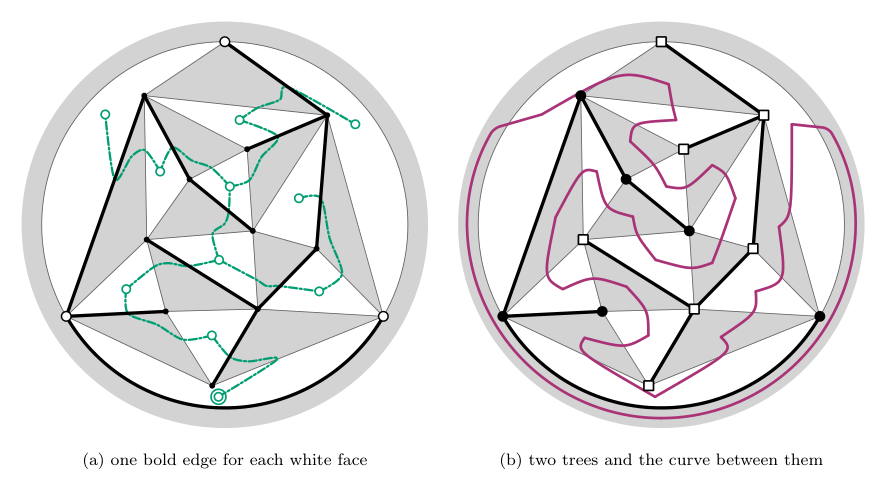 (a) one bold edge for each white face
(b) two trees and the curve between them